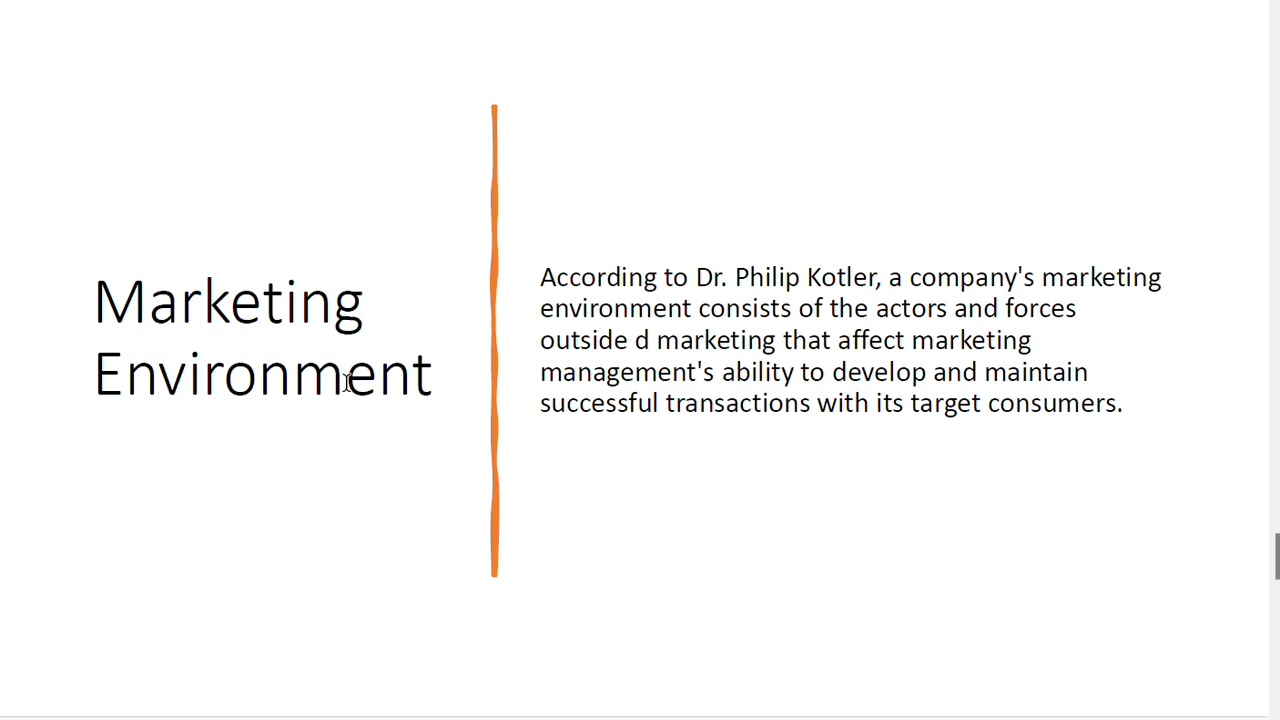 Marketing
Environment
According to Dr. Philip Kotler, a company's marketing
environment consists of the actors and forces
outside d marketing that affect marketing
management's ability to develop and maintain
successful transactions with its target consumers.